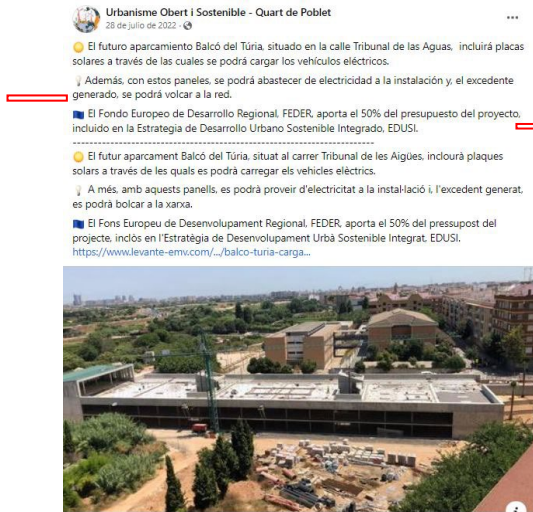 Urbanisme Obert i Sostenible - Quart de Poblet
28 de julio de 2022 ·
El futuro aparcamiento Balcó del Túria, situado en la calle Tribunal de las Aguas, incluirá placas
solares a través de las cuales se podrá cargar los vehículos eléctricos.
Además, con estos paneles, se podrá abastecer de electricidad a la instalación y, el excedente
generado, se podrá volcar a la red.
El Fondo Europeo de Desarrollo Regional, FEDER, aporta el 50% del presupuesto del proyecto,
incluido en la Estrategia de Desarrollo Urbano Sostenible Integrado, EDUSI.
------------------------------------------------------------------------
El futur aparcament Balcó del Túria, situat al carrer Tribunal de les Aigües, inclourà plaques
solars a través de les quals es podrà carregar els vehicles elèctrics.
A més, amb aquests panells, es podrà proveir d'electricitat a la instal·lació i, l'excedent generat,
es podrà bolcar a la xarxa.
El Fons Europeu de Desenvolupament Regional, FEDER, aporta el 50% del pressupost del
projecte, inclòs en l'Estratègia de Desenvolupament Urbà Sostenible Integrat, EDUSI.
https://www.levante-emv.com/.../balco-turia-carga...